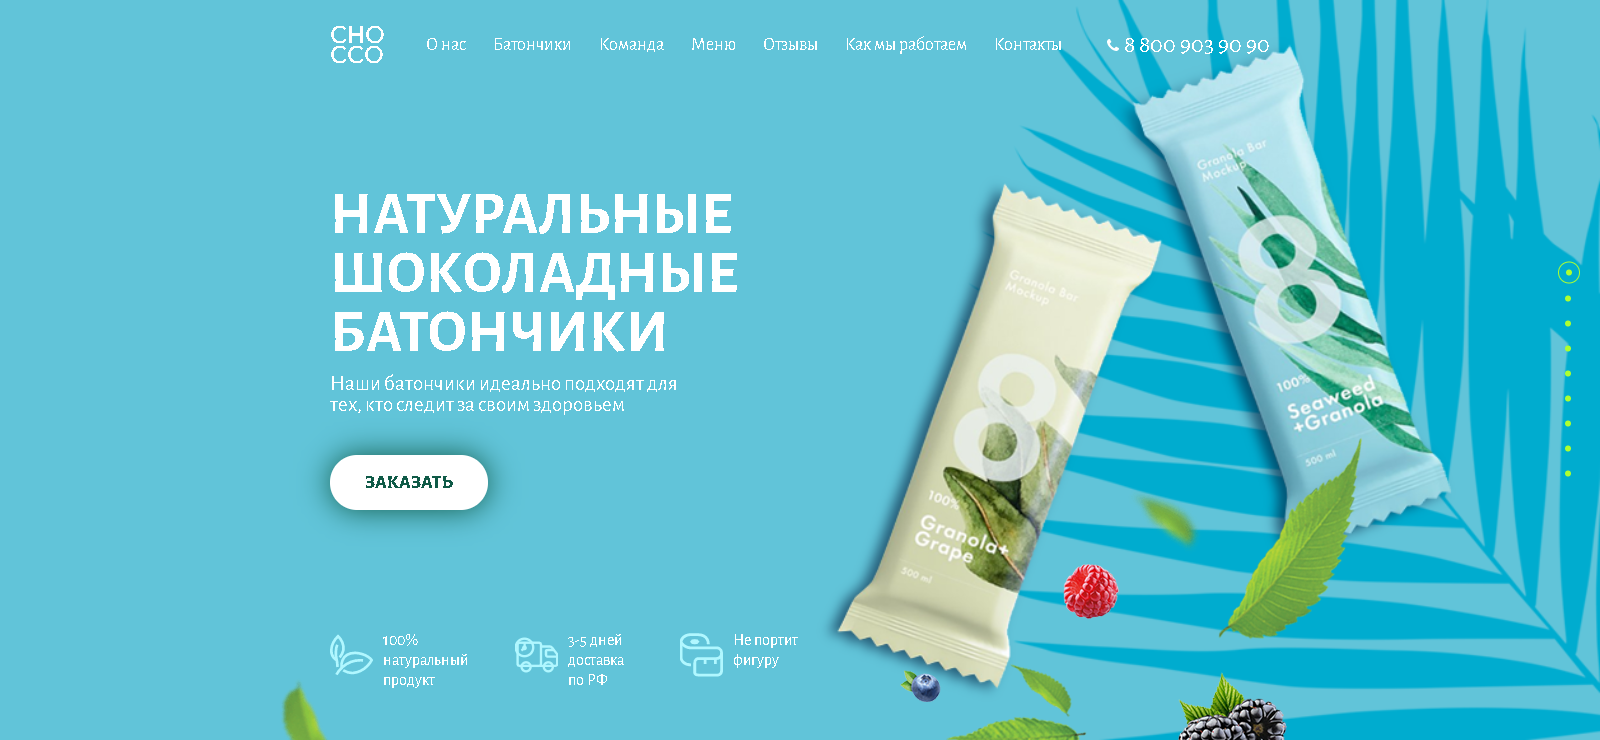 CHO
CCO
О нас Батончики Команда Меню Отзывы Как мы работаем Контакты 8 800 903 90 90
НАТУРАЛЬНЫЕ
ШОКОЛАДНЫЕ
БАТОНЧИКИ
Наши батончики идеально подходят для
тех, кто следит за своим здоровьем
ЗАКАЗАТЬ
100%
натуральный
продукт
3-5 дней
доставка
по РФ
Не портит
фигуру
Granola Bar
Mockup
8
100%
Granola+
Grape
500 ml
Granola Bar
Mockup
8
100%
Seaweed
+Granola
500 ml